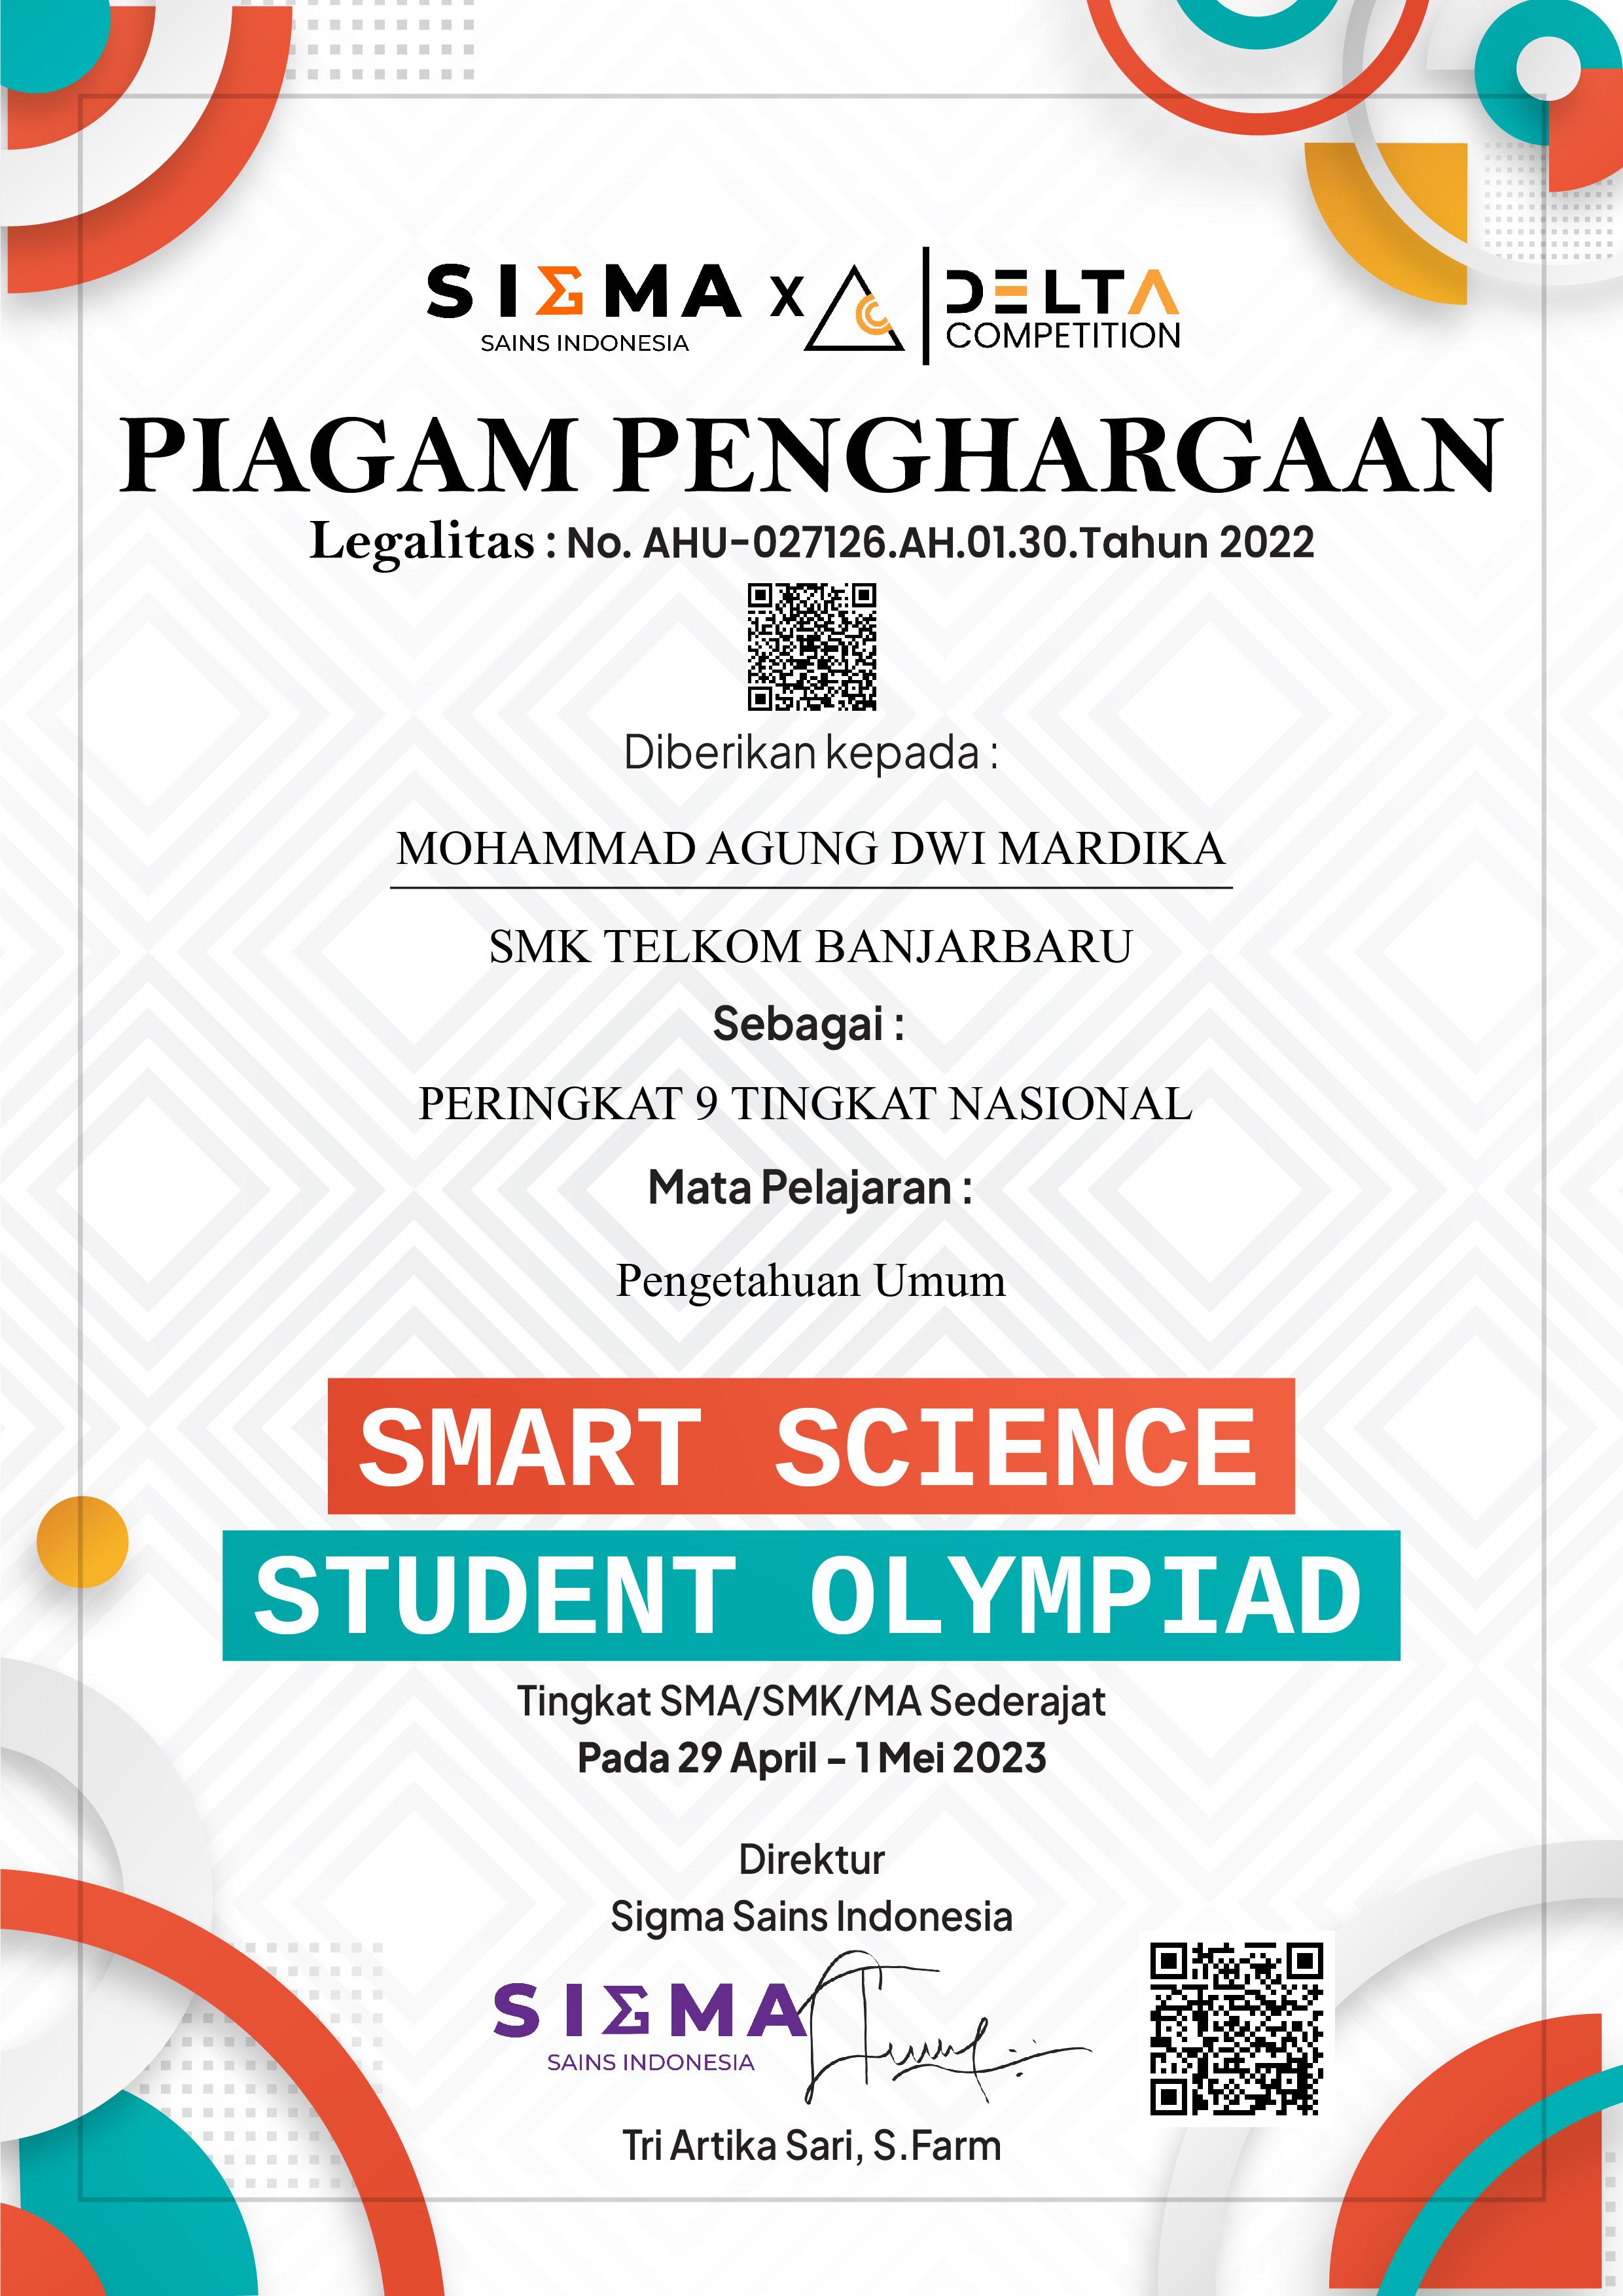 SIGMA x DELTA
SAINS INDONESIA COMPETITION
PIAGAM PENGHARGAAN
Legalitas : No. AHU-027126.AH.01.30.Tahun 2022
Diberikan kepada :
MOHAMMAD AGUNG DWI MARDIKA
SMK TELKOM BANJARBARU
Sebagai :
PERINGKAT 9 TINGKAT NASIONAL
Mata Pelajaran :
Pengetahuan Umum
SMART SCIENCE
STUDENT OLYMPIAD
Tingkat SMA/SMK/MA Sederajat
Pada 29 April - 1 Mei 2023
Direktur
Sigma Sains Indonesia
SIGMA
SAINS INDONESIA
Tri Artika Sari, S.Farm